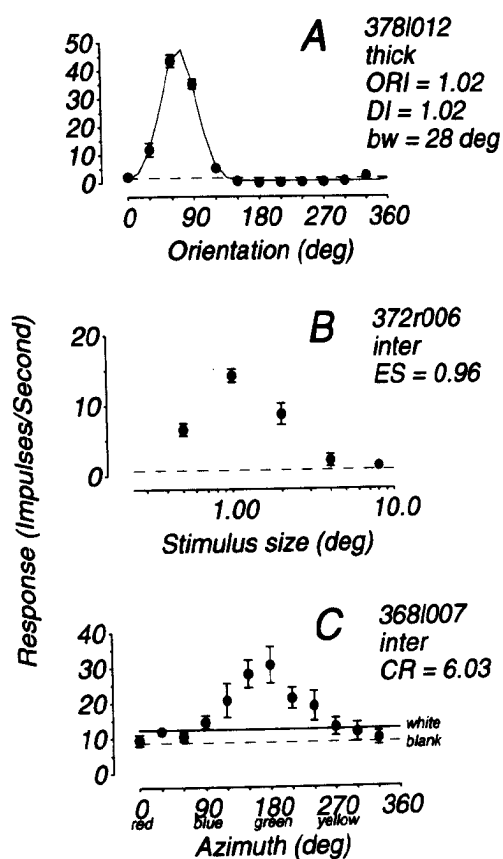 A
378l012
thick
ORI = 1.02
DI = 1.02
bw = 28 deg
50
40
30
20
10
0
0 90 180 270 360
Orientation (deg)
Response (Impulses/Second)
B
372r006
inter
ES = 0.96
20
10
0
1.00 10.0
Stimulus size (deg)
C
368l007
inter
CR = 6.03
40
30
20
10
0
white
blank
0 90 180 270 360
red blue green yellow
Azimuth (deg)